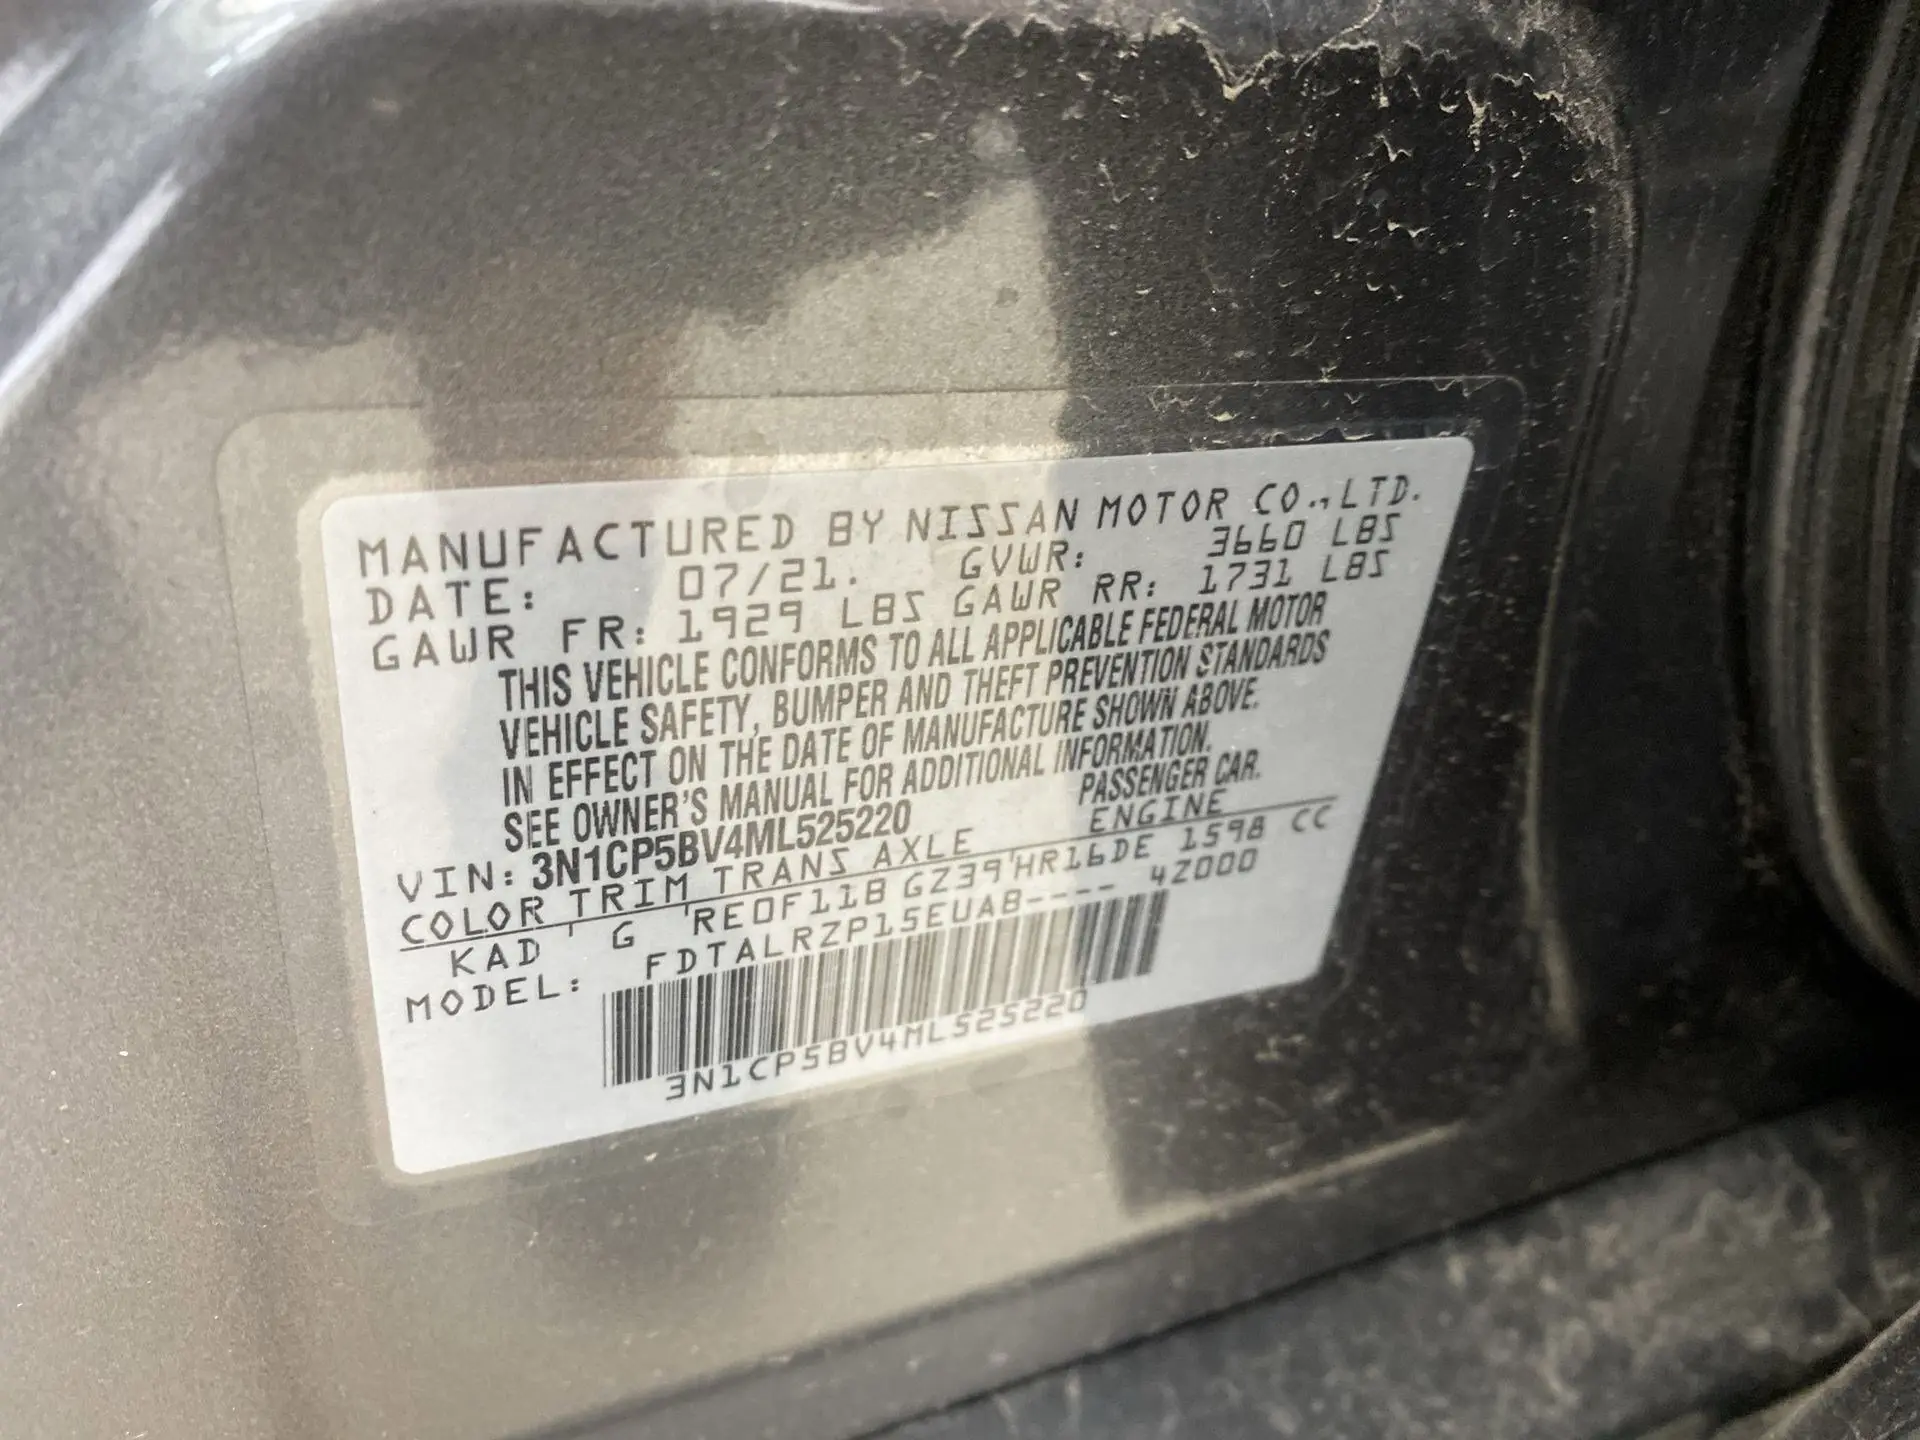 MANUFACTURED BY NISSAN MOTOR CO.,LTD.
DATE: 07/21. GVWR: 3660 LBS
GAWR FR: 1929 LBS GAWR RR: 1731 LBS
THIS VEHICLE CONFORMS TO ALL APPLICABLE FEDERAL MOTOR
VEHICLE SAFETY, BUMPER AND THEFT PREVENTION STANDARDS
IN EFFECT ON THE DATE OF MANUFACTURE SHOWN ABOVE.
SEE OWNER'S MANUAL FOR ADDITIONAL INFORMATION.
VIN: 3N1CP5BV4ML525220 PASSENGER CAR.
COLOR TRIM TRANS AXLE ENGINE
KAD ' G 'RE0F11B GZ39'HR16DE 1598 CC
MODEL: FDTALRZP15EUAB---- 4Z000
3N1CP5BV4ML525220